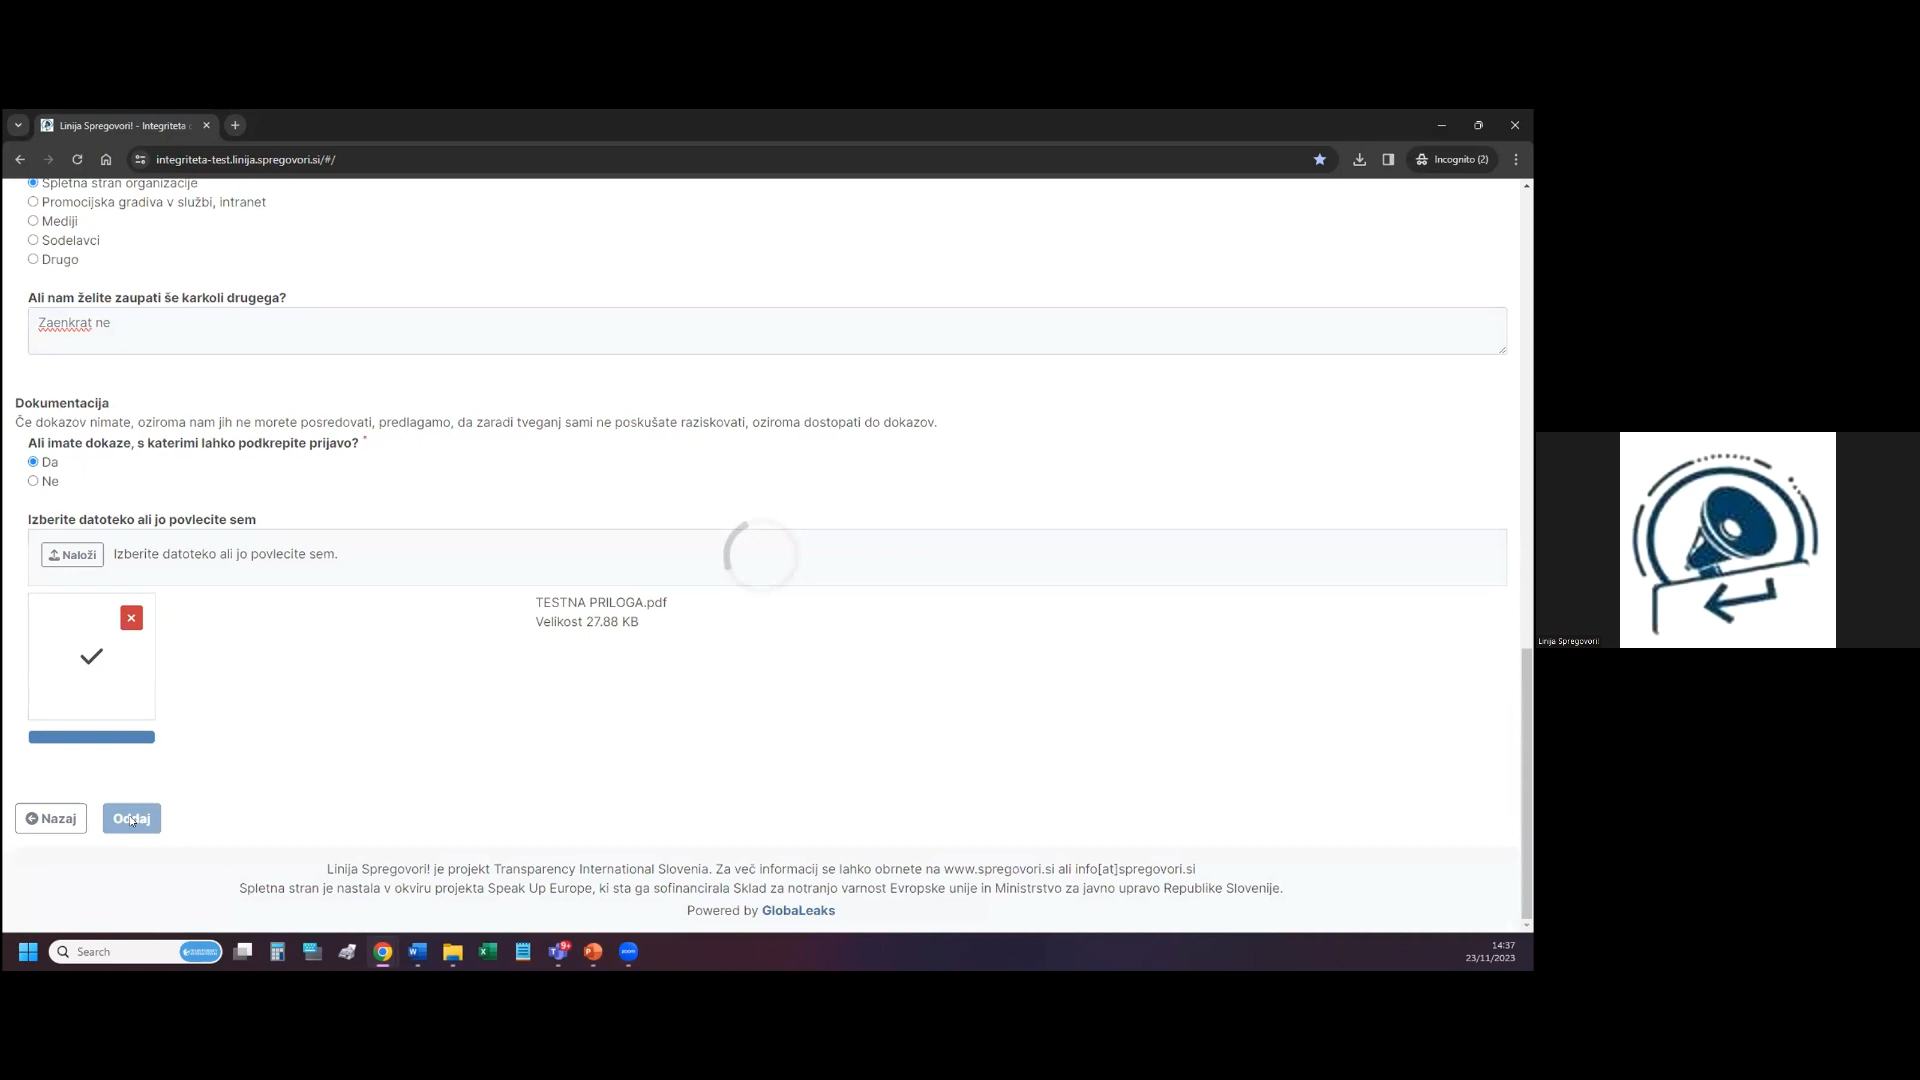 Linija Spregovori! - Integriteta
integriteta-test.linija.spregovori.si/#/
Incognito (2)
Spletna stran organizacije
Promocijska gradiva v službi, intranet
Mediji
Sodelavci
Drugo
Ali nam želite zaupati še karkoli drugega?
Zaenkrat ne
Dokumentacija
Če dokazov nimate, oziroma nam jih ne morete posredovati, predlagamo, da zaradi tveganj sami ne poskušate raziskovati, oziroma dostopati do dokazov.
Ali imate dokaze, s katerimi lahko podkrepite prijavo? *
Da
Ne
Izberite datoteko ali jo povlecite sem
Naloži Izberite datoteko ali jo povlecite sem.
TESTNA PRILOGA.pdf
Velikost 27.88 KB
Nazaj Oddaj
Linija Spregovori! je projekt Transparency International Slovenia. Za več informacij se lahko obrnete na www.spregovori.si ali info[at]spregovori.si
Spletna stran je nastala v okviru projekta Speak Up Europe, ki sta ga sofinancirala Sklad za notranjo varnost Evropske unije in Ministrstvo za javno upravo Republike Slovenije.
Powered by GlobaLeaks
Search
9+
zoom
14:37
23/11/2023
Linija Spregovori!